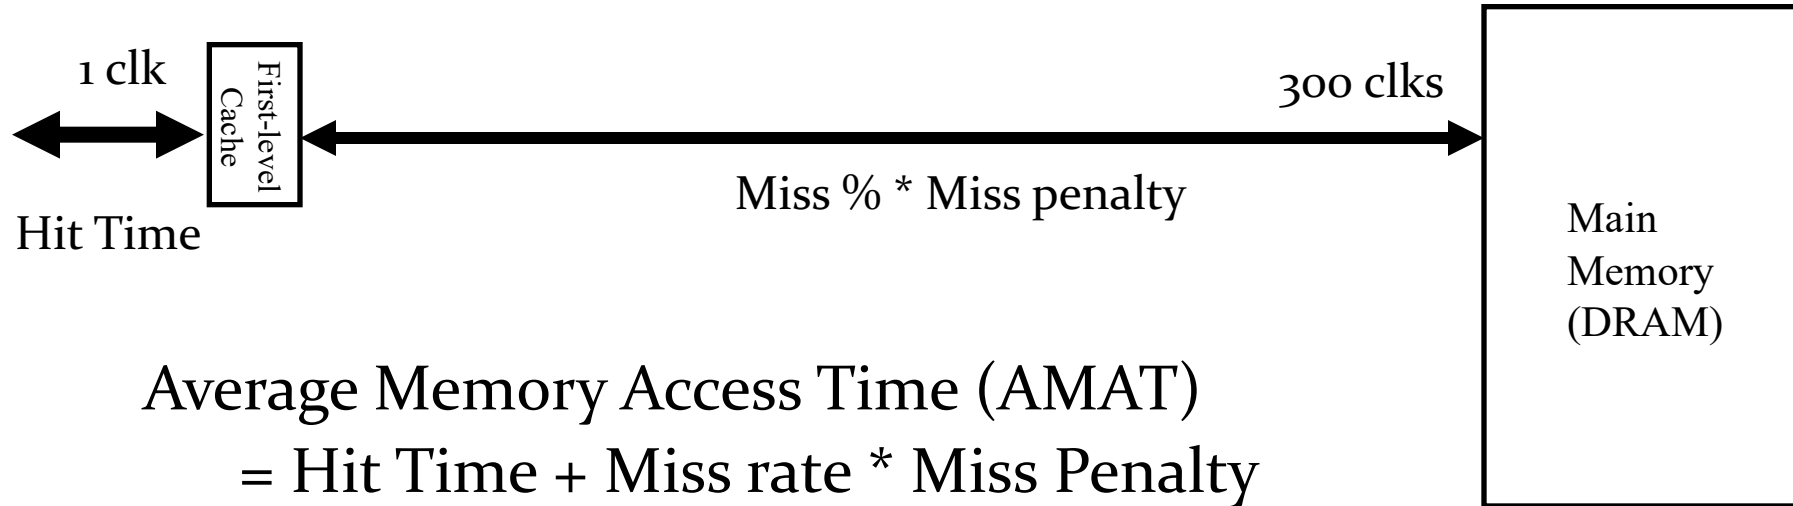 1 clk
First-level
Cache
300 clks
Miss % * Miss penalty
Hit Time
Main
Memory
(DRAM)
Average Memory Access Time (AMAT)
= Hit Time + Miss rate * Miss Penalty